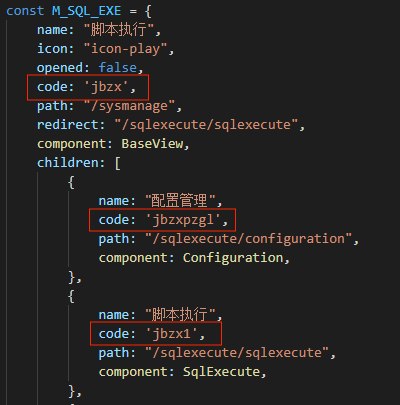 const M_SQL_EXE = {
name: "脚本执行",
icon: "icon-play",
opened: false,
code: 'jbzx',
path: "/sysmanage",
redirect: "/sqlexecute/sqlexecute",
component: BaseView,
children: [
{
name: "配置管理",
code: 'jbzxpzgl',
path: "/sqlexecute/configuration",
component: Configuration,
},
{
name: "脚本执行",
code: 'jbzx1',
path: "/sqlexecute/sqlexecute",
component: SqlExecute,
},